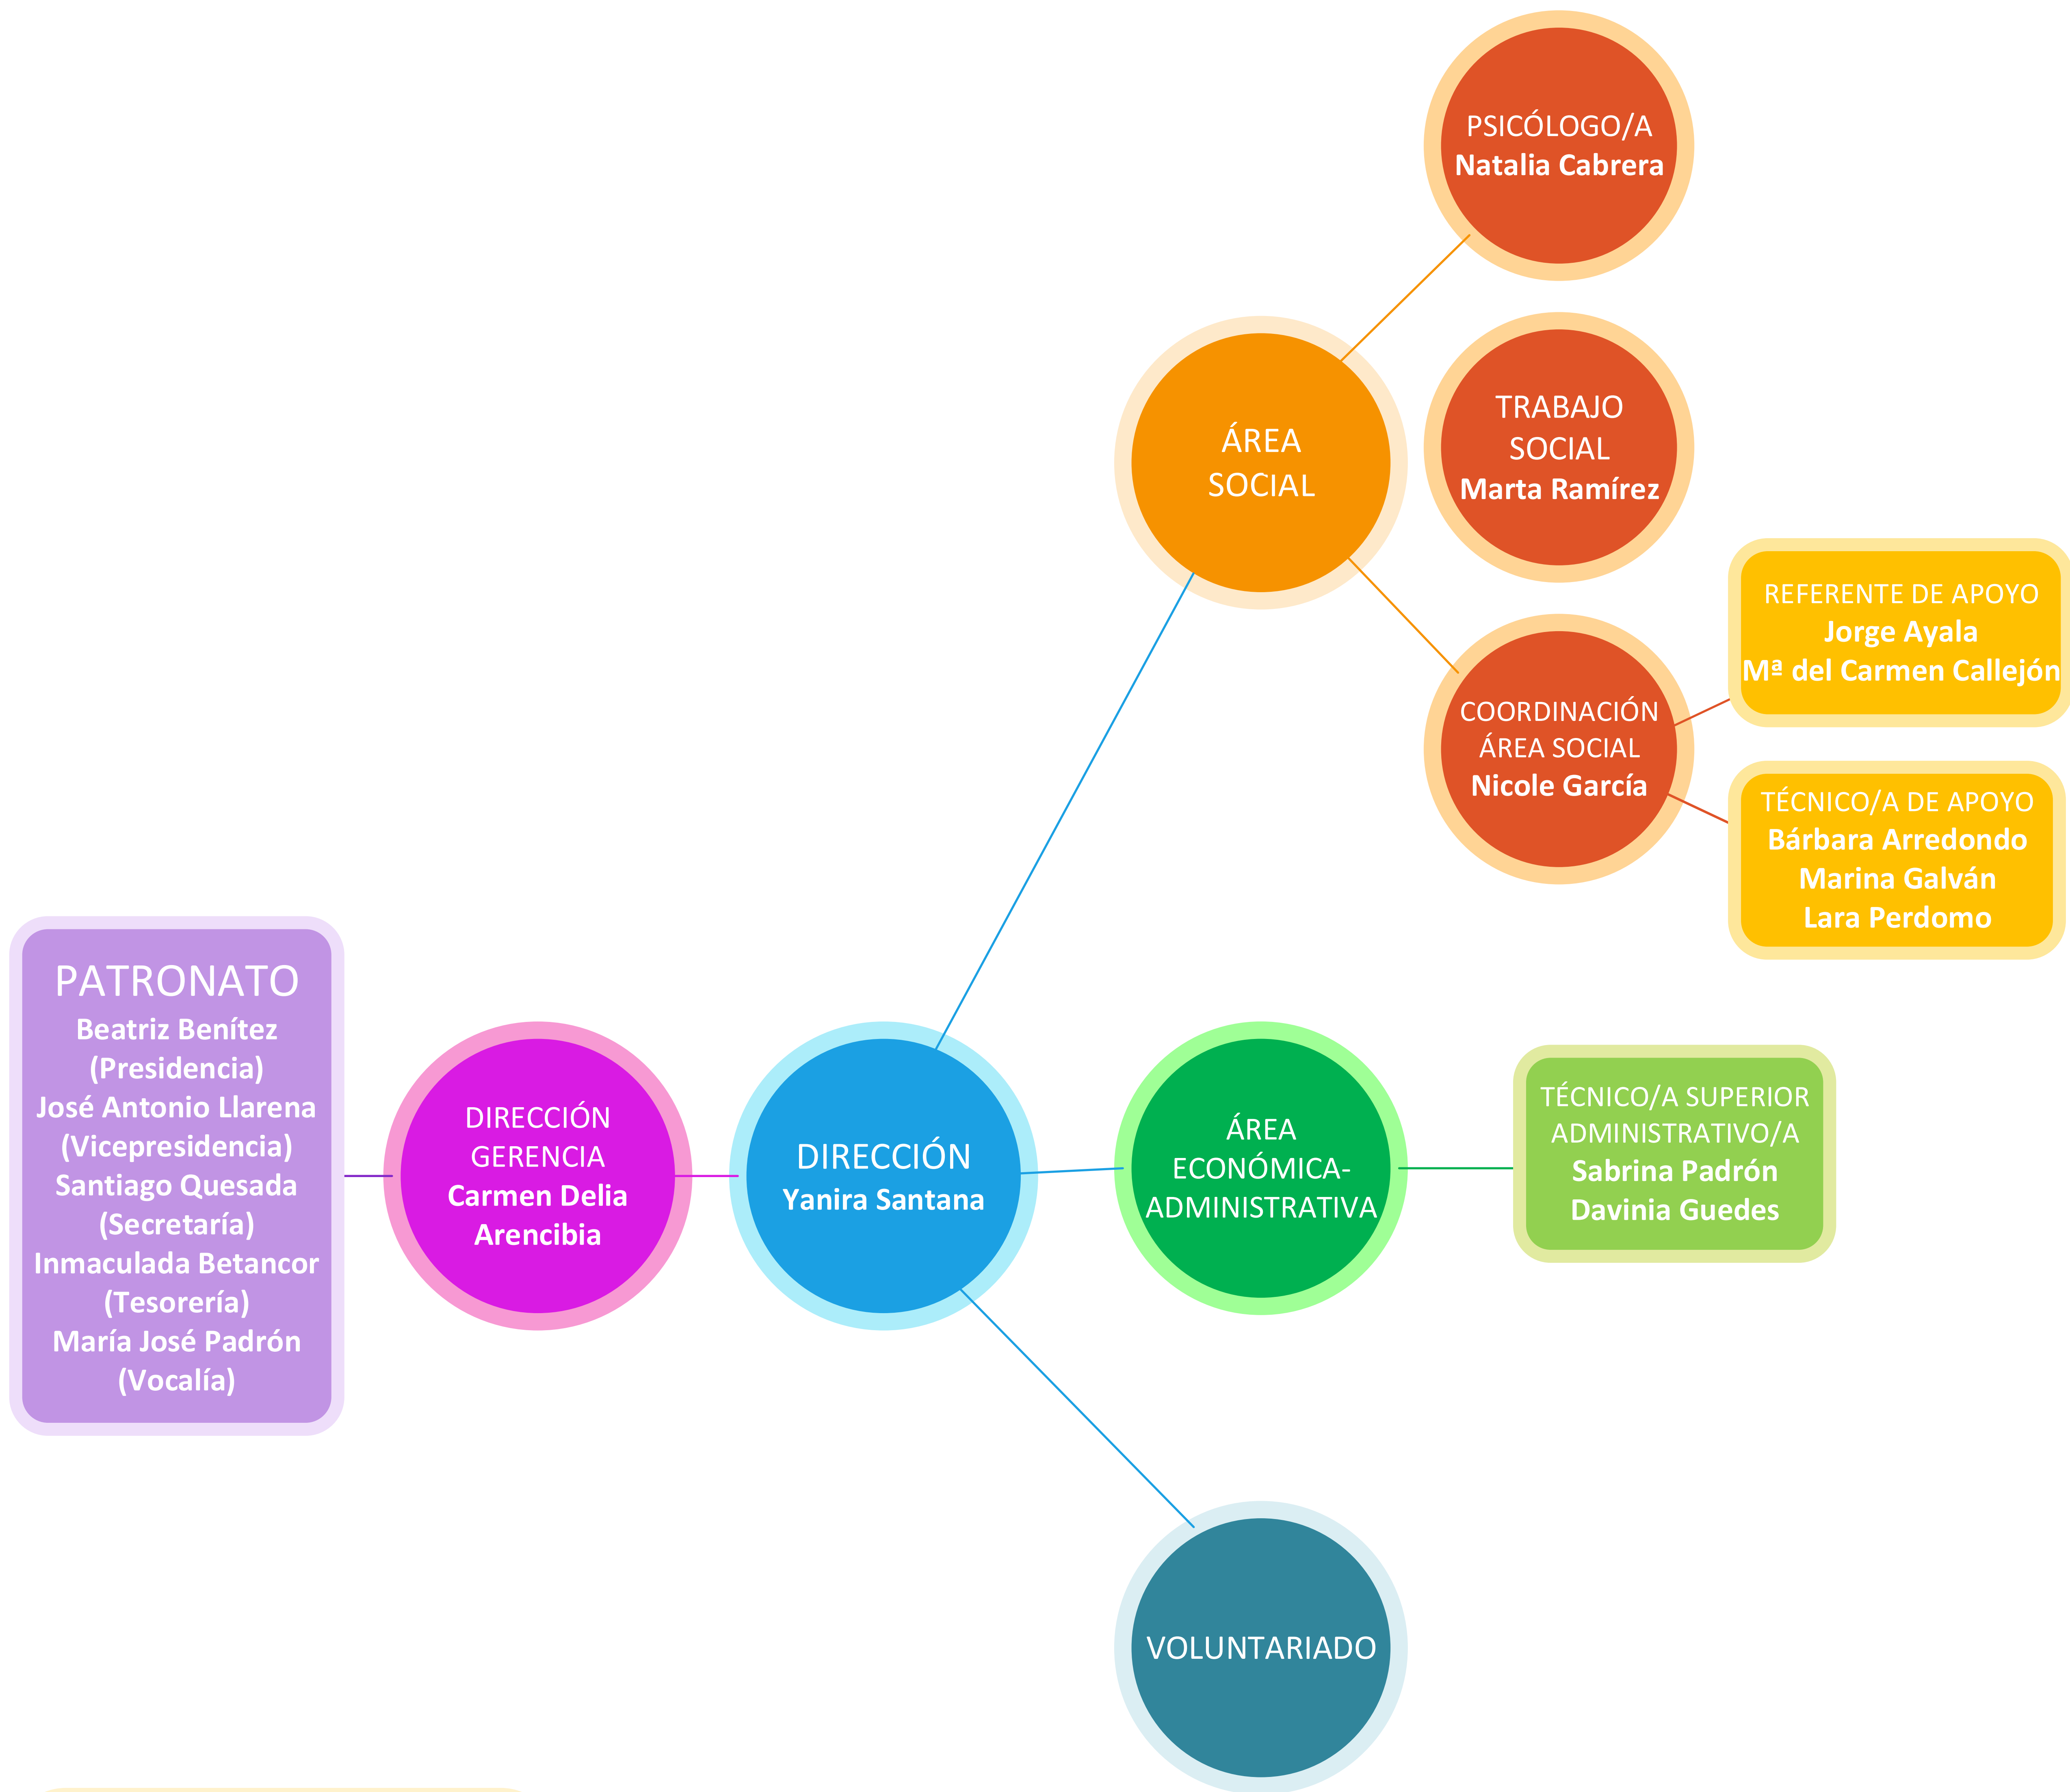 PSICÓLOGO/A
Natalia Cabrera
TRABAJO
SOCIAL
Marta Ramírez
ÁREA
SOCIAL
REFERENTE DE APOYO
Jorge Ayala
Mª del Carmen Callejón
COORDINACIÓN
ÁREA SOCIAL
Nicole García
TÉCNICO/A DE APOYO
Bárbara Arredondo
Marina Galván
Lara Perdomo
PATRONATO
Beatriz Benítez
(Presidencia)
José Antonio Llarena
(Vicepresidencia)
Santiago Quesada
(Secretaría)
Inmaculada Betancor
(Tesorería)
María José Padrón
(Vocalía)
DIRECCIÓN
GERENCIA
Carmen Delia
Arencibia
DIRECCIÓN
Yanira Santana
ÁREA
ECONÓMICA-
ADMINISTRATIVA
TÉCNICO/A SUPERIOR
ADMINISTRATIVO/A
Sabrina Padrón
Davinia Guedes
VOLUNTARIADO